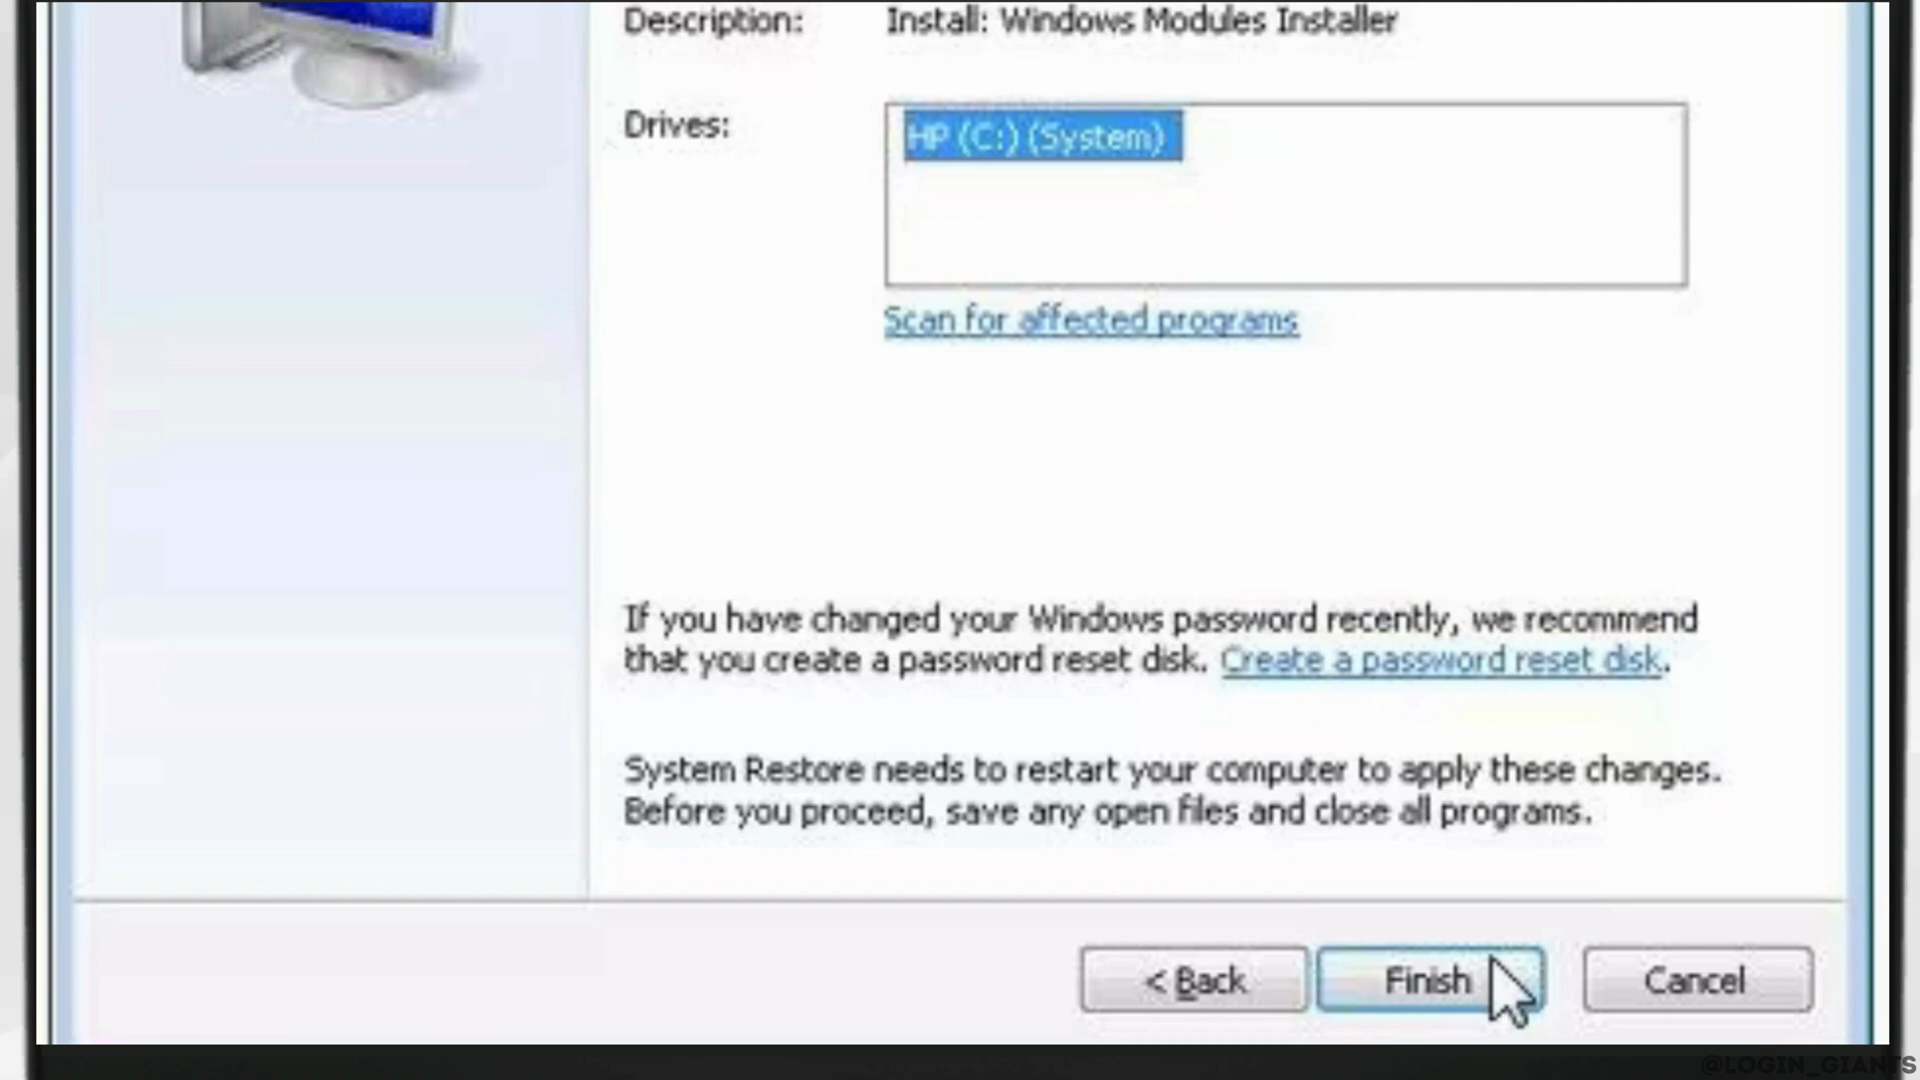 Description: Install: Windows Modules Installer
Drives: HP (C:) (System)
Scan for affected programs
If you have changed your Windows password recently, we recommend
that you create a password reset disk. Create a password reset disk.
System Restore needs to restart your computer to apply these changes.
Before you proceed, save any open files and close all programs.
< Back Finish Cancel
@LOGIN_GIANTS